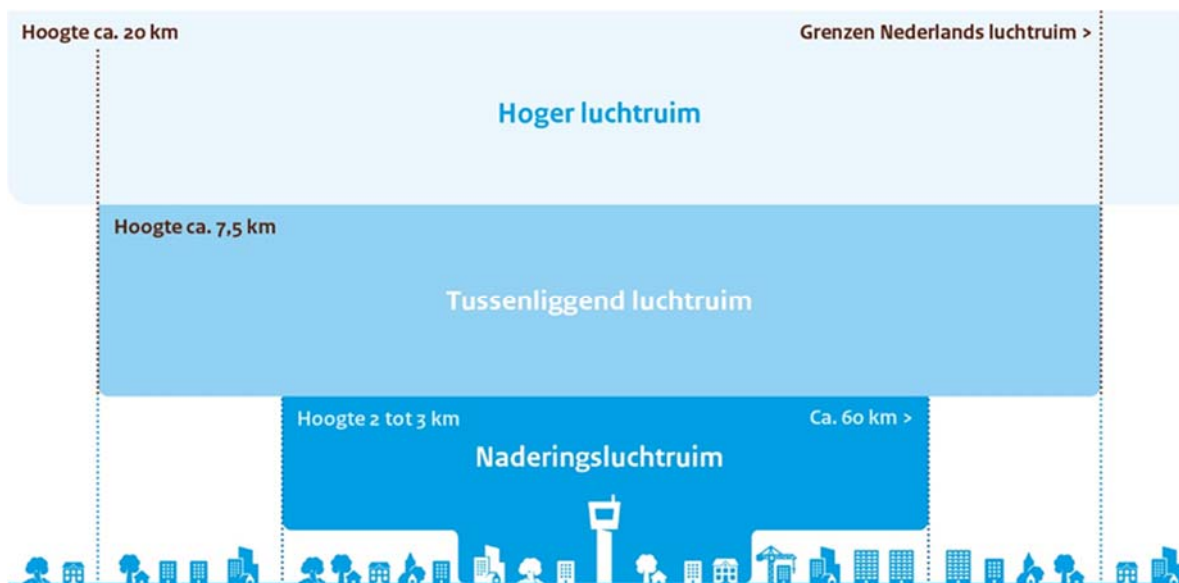 Hoogte ca. 20 km
Grenzen Nederlands luchtruim >
Hoger luchtruim
Hoogte ca. 7,5 km
Tussenliggend luchtruim
Hoogte 2 tot 3 km
Ca. 60 km >
Naderingsluchtruim